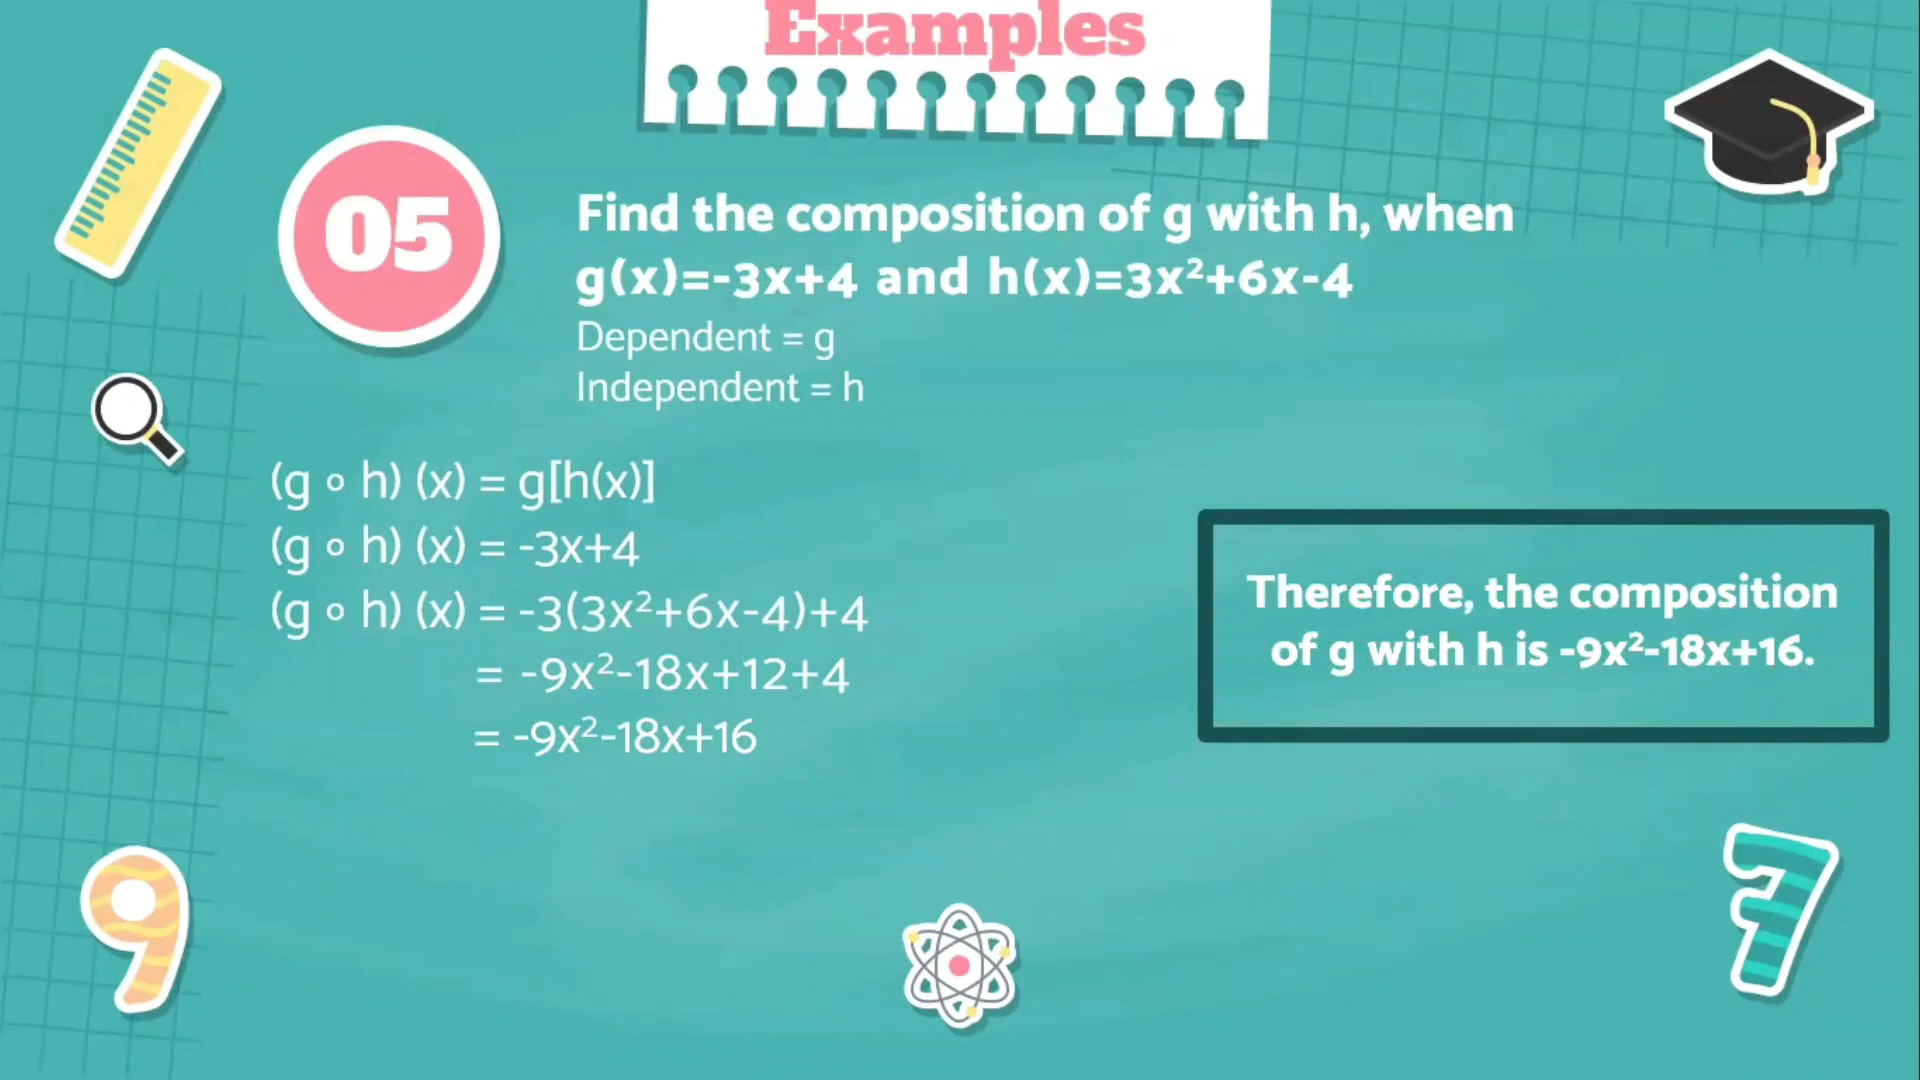 Examples
05
Find the composition of g with h, when
g(x)=-3x+4 and h(x)=3x²+6x-4
Dependent = g
Independent = h
(g ∘ h) (x) = g[h(x)]
(g ∘ h) (x) = -3x+4
(g ∘ h) (x) = -3(3x²+6x-4)+4
= -9x²-18x+12+4
= -9x²-18x+16
Therefore, the composition
of g with h is -9x²-18x+16.
9
7